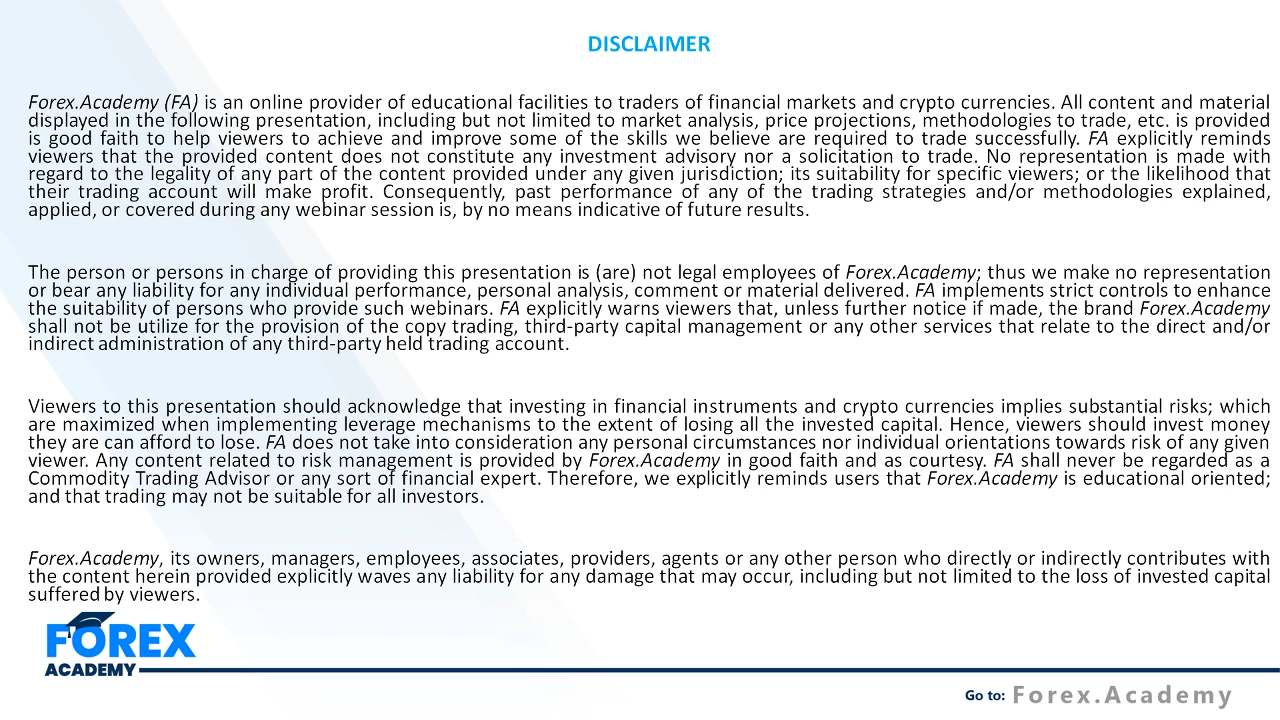 DISCLAIMER
Forex.Academy (FA) is an online provider of educational facilities to traders of financial markets and crypto currencies. All content and material
displayed in the following presentation, including but not limited to market analysis, price projections, methodologies to trade, etc. is provided
is good faith to help viewers to achieve and improve some of the skills we believe are required to trade successfully. FA explicitly reminds
viewers that the provided content does not constitute any investment advisory nor a solicitation to trade. No representation is made with
regard to the legality of any part of the content provided under any given jurisdiction; its suitability for specific viewers; or the likelihood that
their trading account will make profit. Consequently, past performance of any of the trading strategies and/or methodologies explained,
applied, or covered during any webinar session is, by no means indicative of future results.
The person or persons in charge of providing this presentation is (are) not legal employees of Forex.Academy; thus we make no representation
or bear any liability for any individual performance, personal analysis, comment or material delivered. FA implements strict controls to enhance
the suitability of persons who provide such webinars. FA explicitly warns viewers that, unless further notice if made, the brand Forex.Academy
shall not be utilize for the provision of the copy trading, third-party capital management or any other services that relate to the direct and/or
indirect administration of any third-party held trading account.
Viewers to this presentation should acknowledge that investing in financial instruments and crypto currencies implies substantial risks; which
are maximized when implementing leverage mechanisms to the extent of losing all the invested capital. Hence, viewers should invest money
they are can afford to lose. FA does not take into consideration any personal circumstances nor individual orientations towards risk of any given
viewer. Any content related to risk management is provided by Forex.Academy in good faith and as courtesy. FA shall never be regarded as a
Commodity Trading Advisor or any sort of financial expert. Therefore, we explicitly reminds users that Forex.Academy is educational oriented;
and that trading may not be suitable for all investors.
Forex.Academy, its owners, managers, employees, associates, providers, agents or any other person who directly or indirectly contributes with
the content herein provided explicitly waves any liability for any damage that may occur, including but not limited to the loss of invested capital
suffered by viewers.
FOREX
ACADEMY
Go to: Forex.Academy